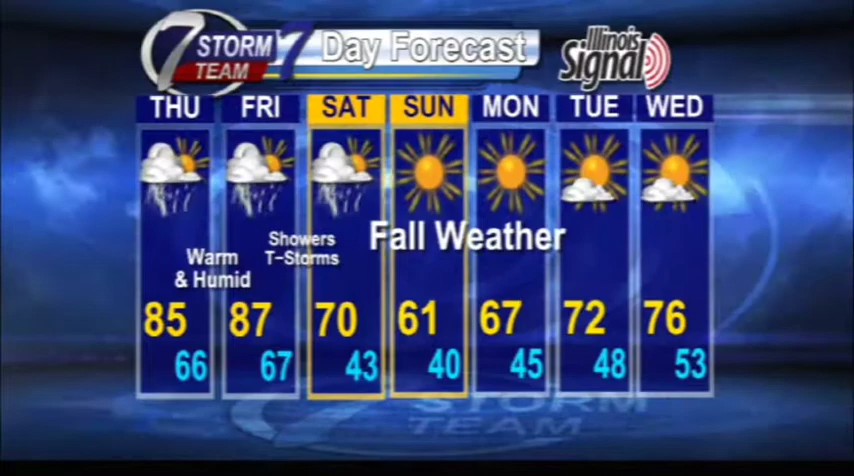 7 STORM TEAM
7 Day Forecast
Illinois Signal
THU FRI SAT SUN MON TUE WED
Fall Weather
Showers
T-Storms
Warm
& Humid
85 87 70 61 67 72 76
66 67 43 40 45 48 53
7 STORM
TEAM